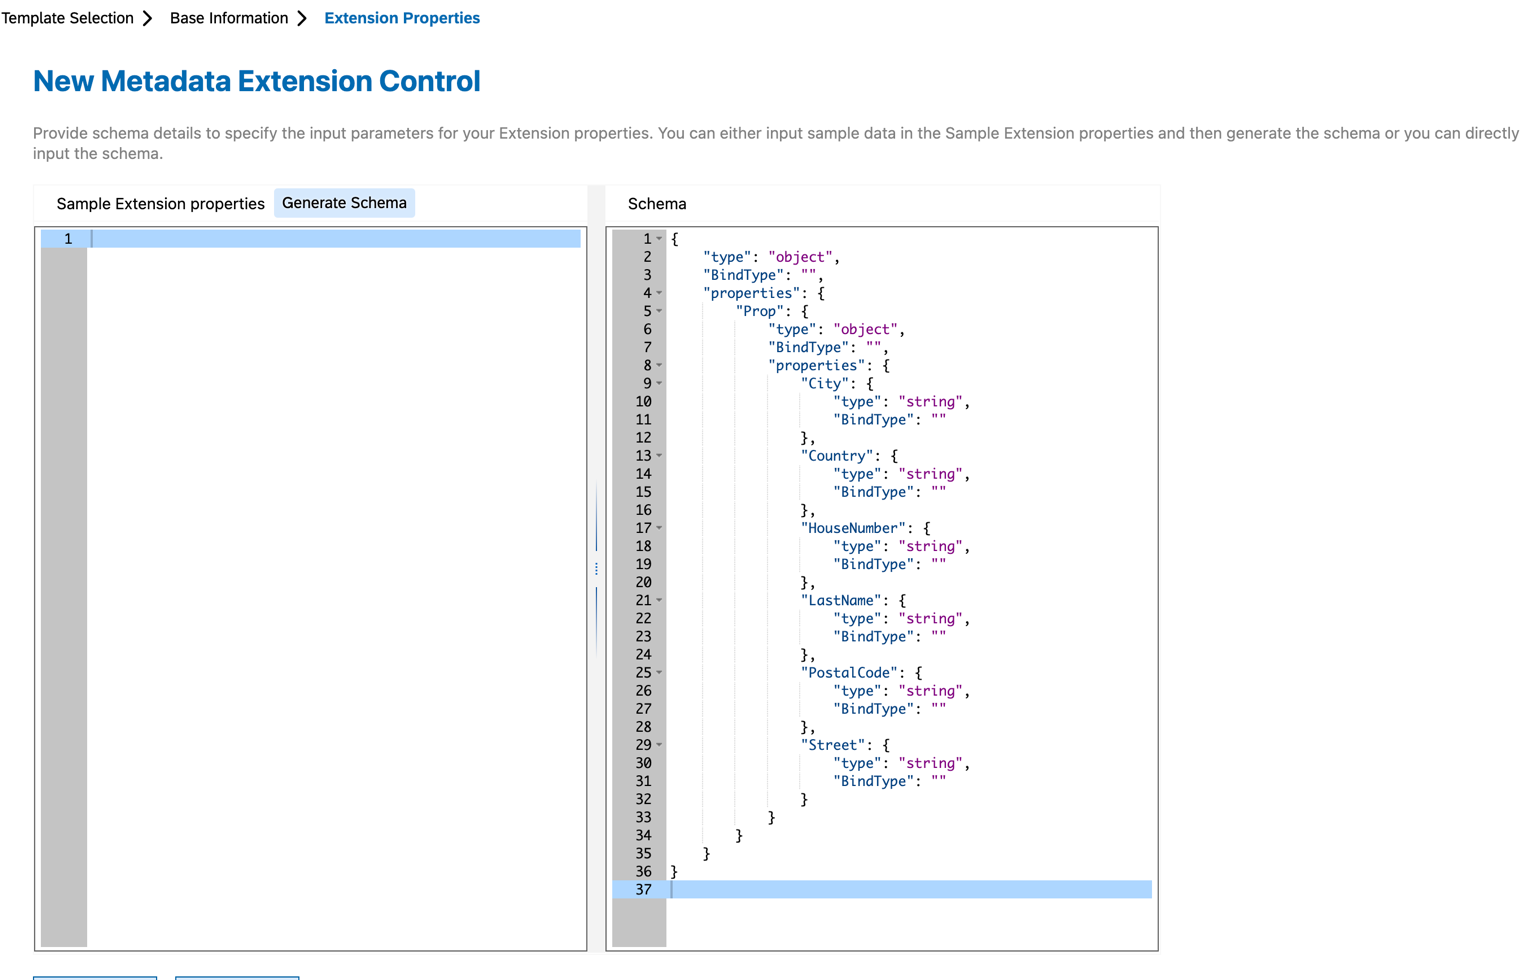 Template Selection > Base Information > Extension Properties
New Metadata Extension Control
Provide schema details to specify the input parameters for your Extension properties. You can either input sample data in the Sample Extension properties and then generate the schema or you can directly
input the schema.
Sample Extension properties Generate Schema
1
Schema
1 {
2     "type": "object",
3     "BindType": "",
4     "properties": {
5         "Prop": {
6             "type": "object",
7             "BindType": "",
8             "properties": {
9                 "City": {
10                     "type": "string",
11                     "BindType": ""
12                 },
13                 "Country": {
14                     "type": "string",
15                     "BindType": ""
16                 },
17                 "HouseNumber": {
18                     "type": "string",
19                     "BindType": ""
20                 },
21                 "LastName": {
22                     "type": "string",
23                     "BindType": ""
24                 },
25                 "PostalCode": {
26                     "type": "string",
27                     "BindType": ""
28                 },
29                 "Street": {
30                     "type": "string",
31                     "BindType": ""
32                 }
33             }
34         }
35     }
36 }
37